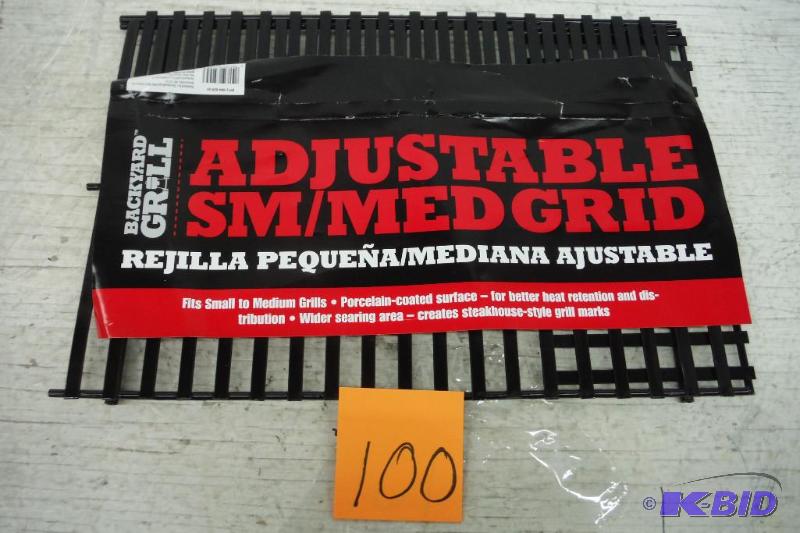 BACKYARD™
GRILL
ADJUSTABLE
SM/MED GRID
REJILLA PEQUEÑA/MEDIANA AJUSTABLE
Fits Small to Medium Grills • Porcelain-coated surface – for better heat retention and dis-
tribution • Wider searing area – creates steakhouse-style grill marks
100
© K-BID